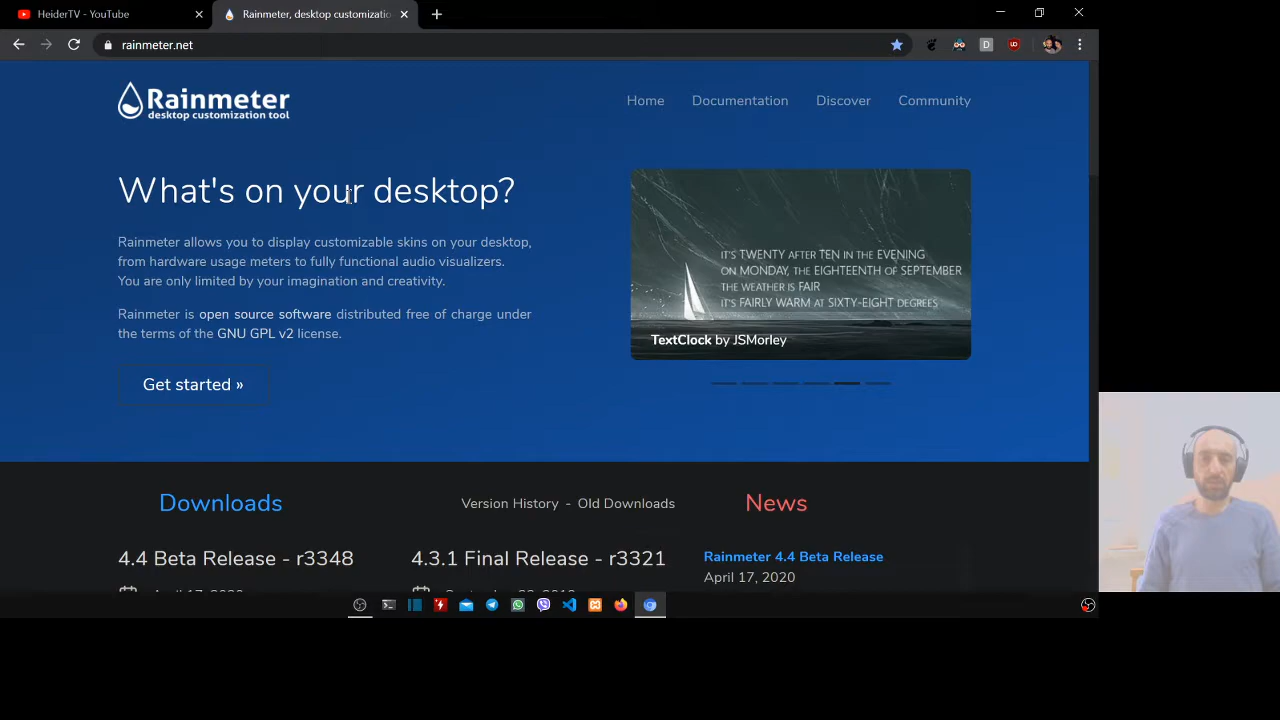 HeiderTV - YouTube
Rainmeter, desktop customizatio
rainmeter.net
D
Rainmeter
desktop customization tool
Home
Documentation
Discover
Community
What's on your desktop?
Rainmeter allows you to display customizable skins on your desktop,
from hardware usage meters to fully functional audio visualizers.
You are only limited by your imagination and creativity.
Rainmeter is open source software distributed free of charge under
the terms of the GNU GPL v2 license.
Get started »
IT'S TWENTY AFTER TEN IN THE EVENING
ON MONDAY, THE EIGHTEENTH OF SEPTEMBER
THE WEATHER IS FAIR
IT'S FAIRLY WARM AT SIXTY-EIGHT DEGREES
TextClock by JSMorley
Downloads
Version History - Old Downloads
News
4.4 Beta Release - r3348
4.3.1 Final Release - r3321
Rainmeter 4.4 Beta Release
April 17, 2020
April 17, 2020